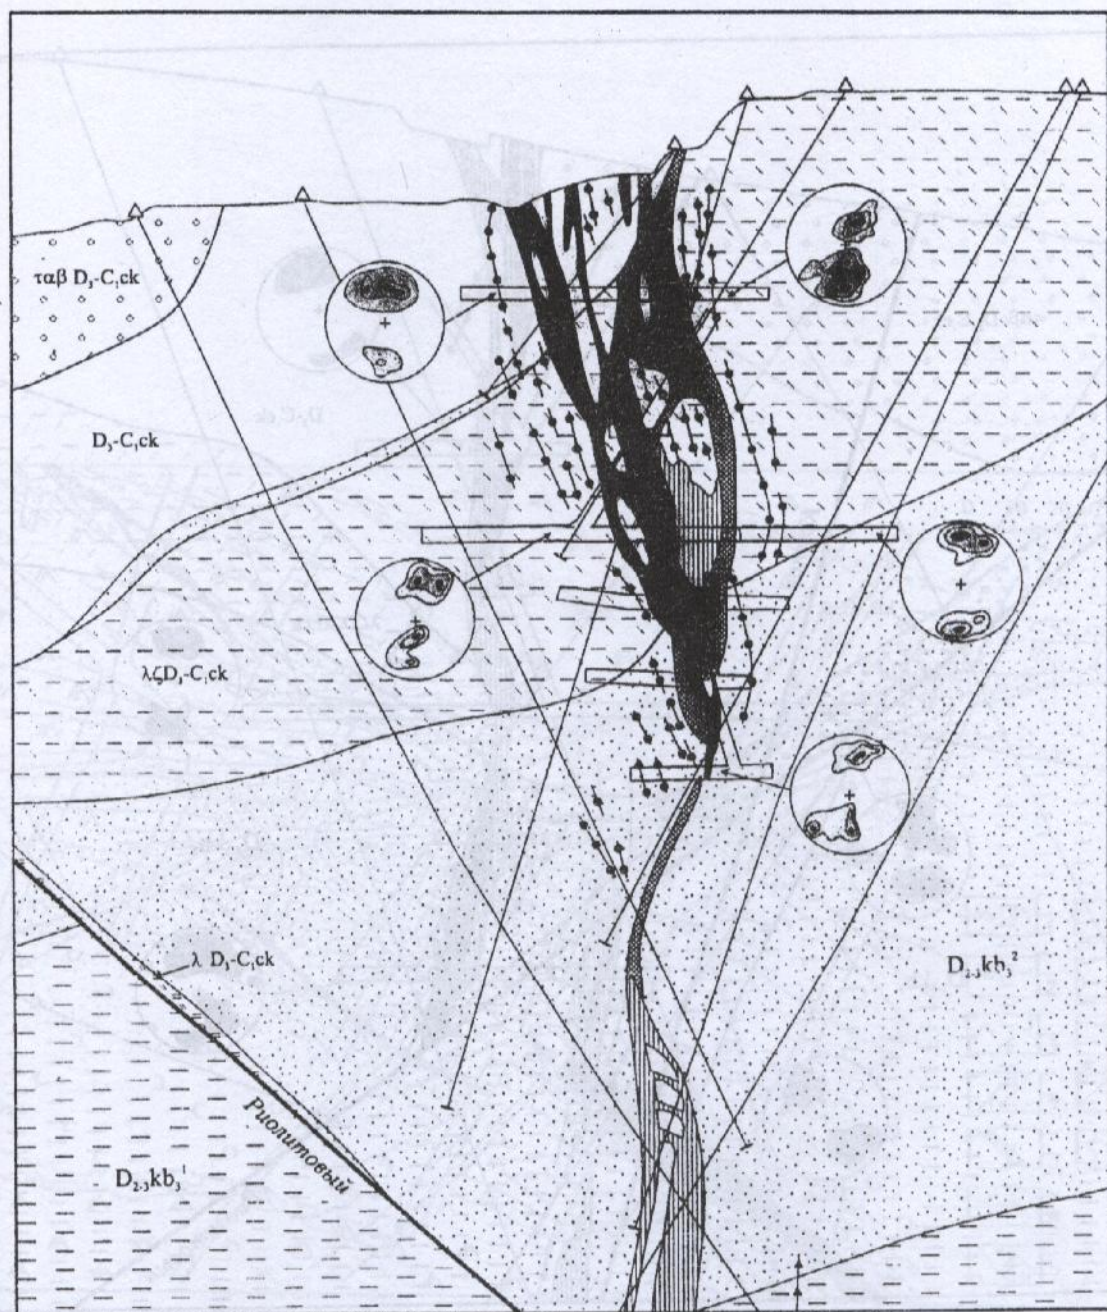 ταβ D₃-C₁ck
D₃-C₁ck
λζD₃-C₁ck
λ D₃-C₁ck
D₂₋₃kb₃²
Риолитовый
D₂₋₃kb₃¹